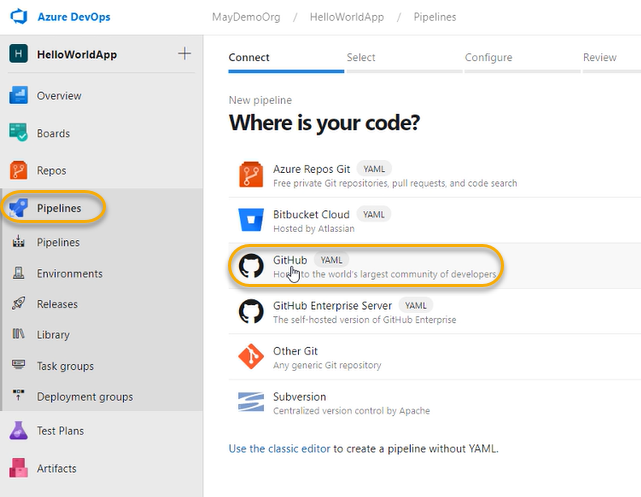 Azure DevOps
MayDemoOrg / HelloWorldApp / Pipelines
H HelloWorldApp +
Overview
Boards
Repos
Pipelines
Pipelines
Environments
Releases
Library
Task groups
Deployment groups
Test Plans
Artifacts
Connect Select Configure Review
New pipeline
Where is your code?
Azure Repos Git YAML
Free private Git repositories, pull requests, and code search
Bitbucket Cloud YAML
Hosted by Atlassian
GitHub YAML
to the world's largest community of developers
GitHub Enterprise Server YAML
The self-hosted version of GitHub Enterprise
Other Git
Any generic Git repository
Subversion
Centralized version control by Apache
Use the classic editor to create a pipeline without YAML.